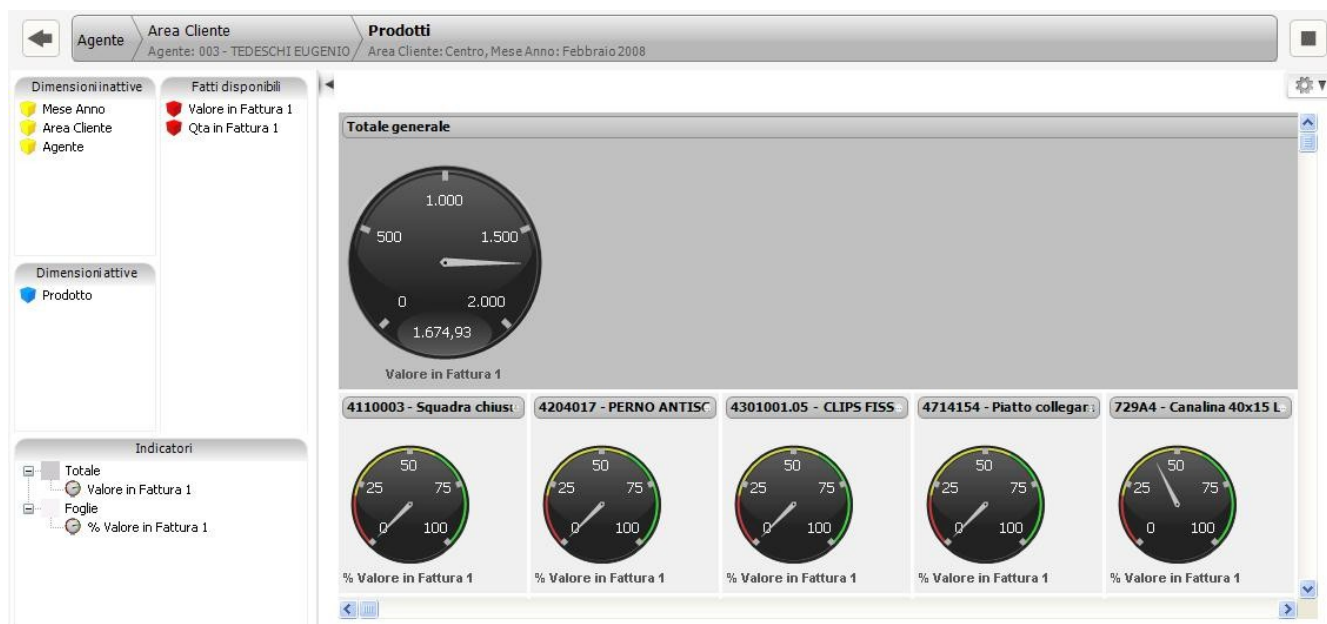 Agente
Area Cliente
Agente: 003 - TEDESCHI EUGENIO
Prodotti
Area Cliente: Centro, Mese Anno: Febbraio 2008
Dimensioni inattive
Mese Anno
Area Cliente
Agente
Fatti disponibili
Valore in Fattura 1
Qta in Fattura 1
Dimensioni attive
Prodotto
Indicatori
Totale
Valore in Fattura 1
Foglie
% Valore in Fattura 1
Totale generale
1.000
500 1.500
0 2.000
1.674,93
Valore in Fattura 1
4110003 - Squadra chius
50
25 75
0 100
% Valore in Fattura 1
4204017 - PERNO ANTISC
50
25 75
0 100
% Valore in Fattura 1
4301001.05 - CLIPS FISS
50
25 75
0 100
% Valore in Fattura 1
4714154 - Piatto collegar
50
25 75
0 100
% Valore in Fattura 1
729A4 - Canalina 40x15 L
50
25 75
0 100
% Valore in Fattura 1